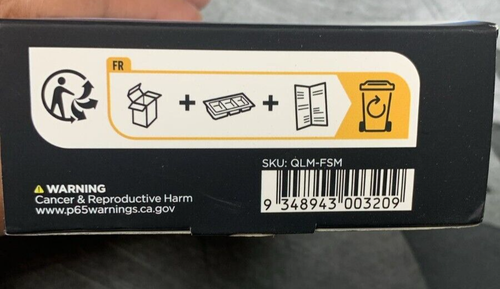 FR
SKU: QLM-FSM
WARNING
Cancer & Reproductive Harm
www.p65warnings.ca.gov
9 348943 003209